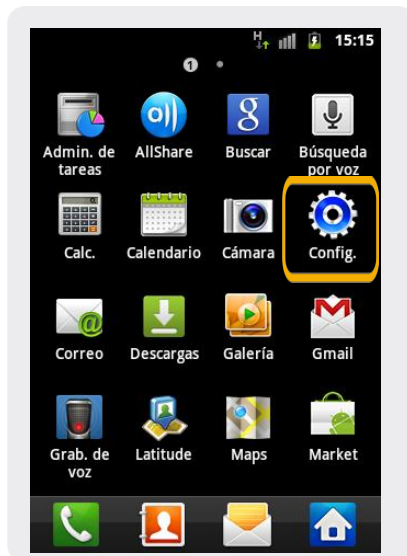 H 15:15
1
Admin. de tareas
AllShare
Buscar
Búsqueda por voz
Calc.
Calendario
Cámara
Config.
Correo
Descargas
Galería
Gmail
Grab. de voz
Latitude
Maps
Market